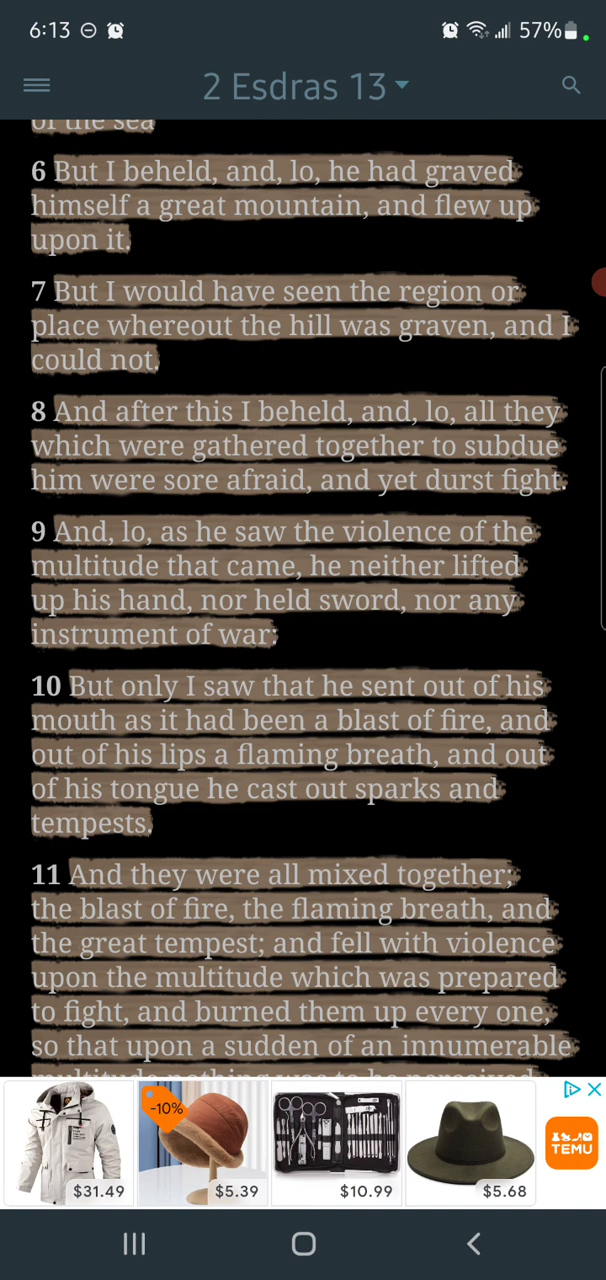 6:13 57%
2 Esdras 13
of the sea
6 But I beheld, and, lo, he had graved
himself a great mountain, and flew up
upon it.
7 But I would have seen the region or
place whereout the hill was graven, and I
could not.
8 And after this I beheld, and, lo, all they
which were gathered together to subdue
him were sore afraid, and yet durst fight.
9 And, lo, as he saw the violence of the
multitude that came, he neither lifted
up his hand, nor held sword, nor any
instrument of war:
10 But only I saw that he sent out of his
mouth as it had been a blast of fire, and
out of his lips a flaming breath, and out
of his tongue he cast out sparks and
tempests.
11 And they were all mixed together;
the blast of fire, the flaming breath, and
the great tempest; and fell with violence
upon the multitude which was prepared
to fight, and burned them up every one,
so that upon a sudden of an innumerable
multitude nothing was to be perceived
-10%
$31.49 $5.39 $10.99 $5.68
TEMU